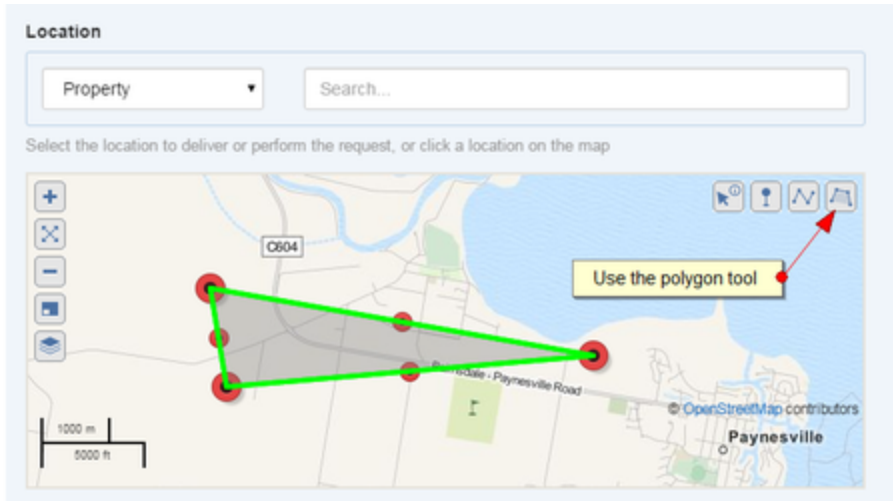 Location
Property
Search...
Select the location to deliver or perform the request, or click a location on the map
C604
Use the polygon tool
Bairnsdale - Paynesville Road
© OpenStreetMap contributors
1000 m
5000 ft
Paynesville